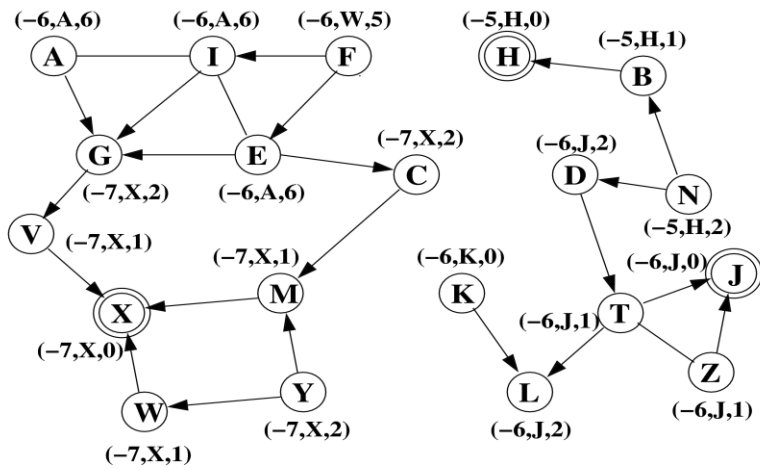 (−6,A,6) (−6,A,6) (−6,W,5) (−5,H,0)
(−5,H,1)
A I F H
B
(−7,X,2) (−6,J,2)
G E C D
(−7,X,2) (−6,A,6)
N
(−5,H,2)
V (−7,X,1)
(−7,X,1) (−6,K,0) (−6,J,0) J
M K
X T
(−6,J,1)
(−7,X,0)
Z
W Y L
(−7,X,1) (−7,X,2) (−6,J,2) (−6,J,1)